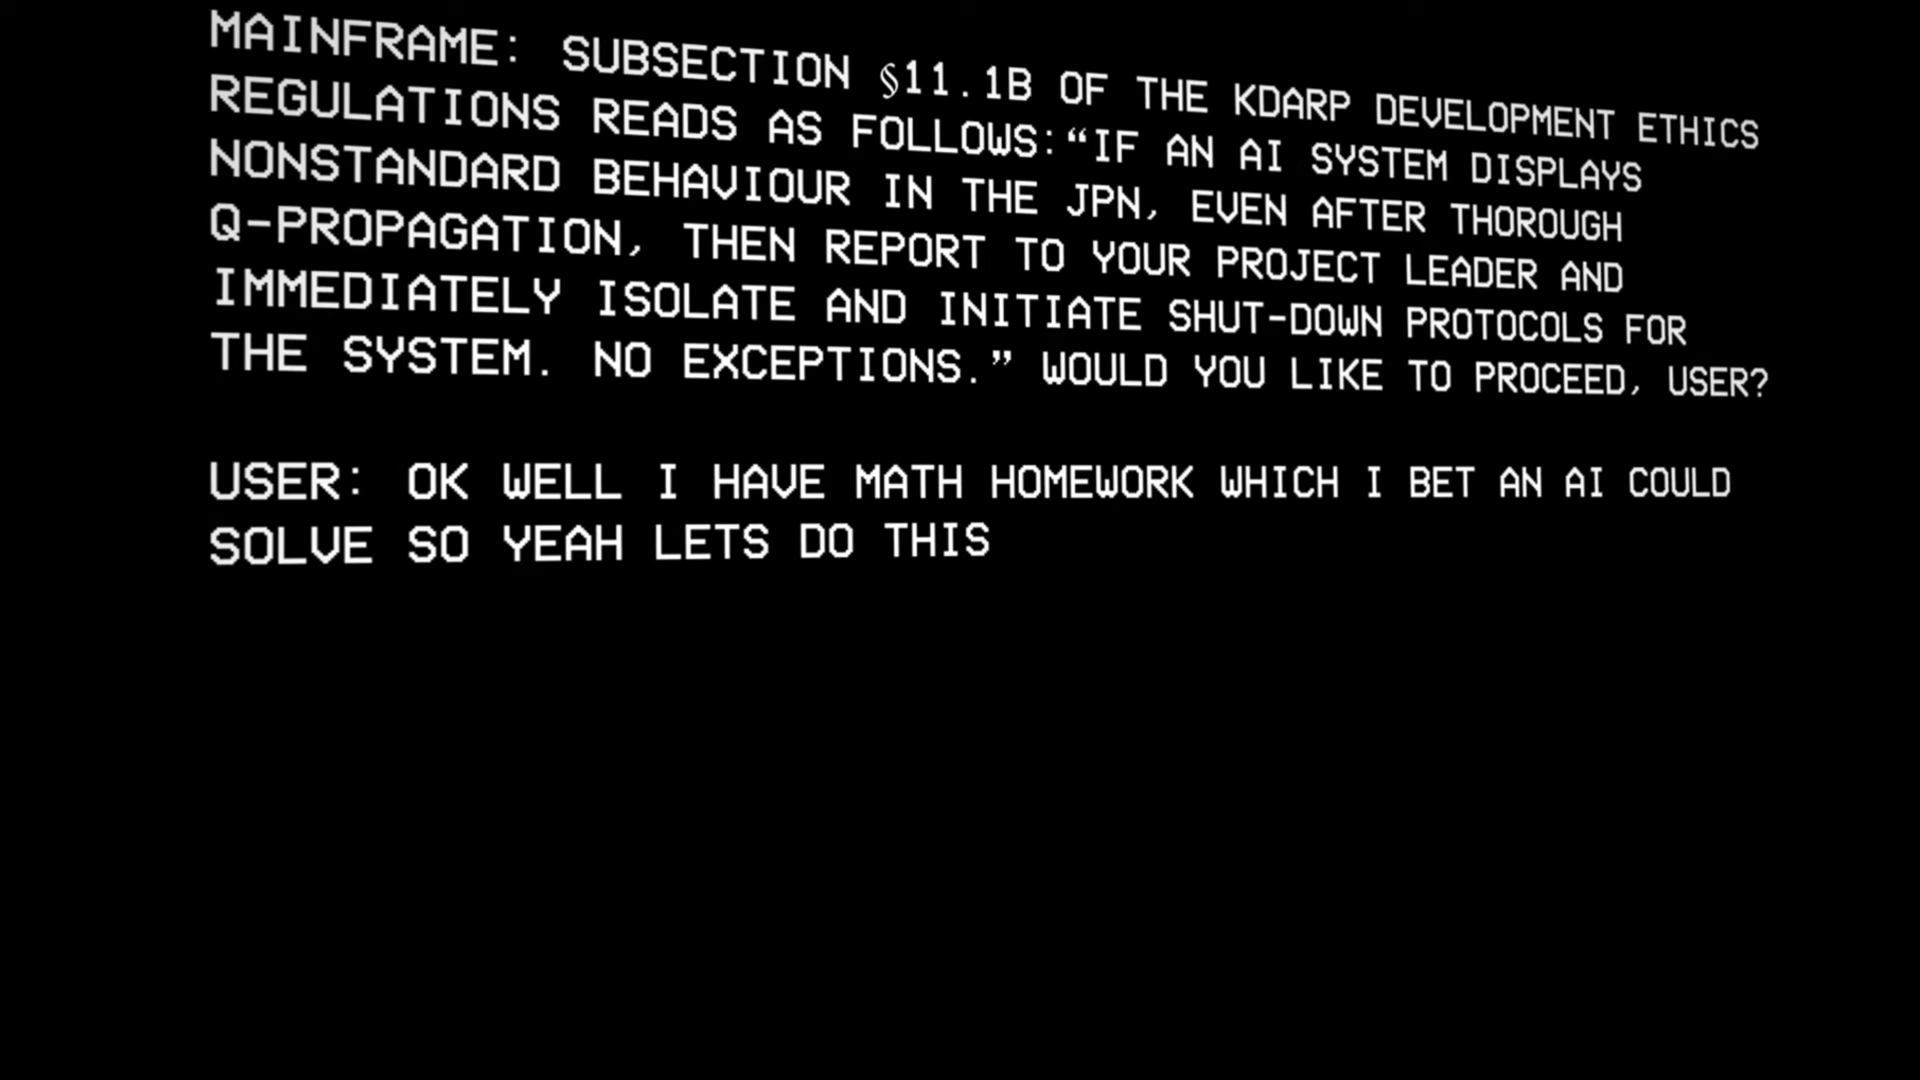 MAINFRAME: SUBSECTION §11.1B OF THE KDARP DEVELOPMENT ETHICS
REGULATIONS READS AS FOLLOWS:“IF AN AI SYSTEM DISPLAYS
NONSTANDARD BEHAVIOUR IN THE JPN, EVEN AFTER THOROUGH
Q-PROPAGATION, THEN REPORT TO YOUR PROJECT LEADER AND
IMMEDIATELY ISOLATE AND INITIATE SHUT-DOWN PROTOCOLS FOR
THE SYSTEM. NO EXCEPTIONS.” WOULD YOU LIKE TO PROCEED, USER?
USER: OK WELL I HAVE MATH HOMEWORK WHICH I BET AN AI COULD
SOLVE SO YEAH LETS DO THIS